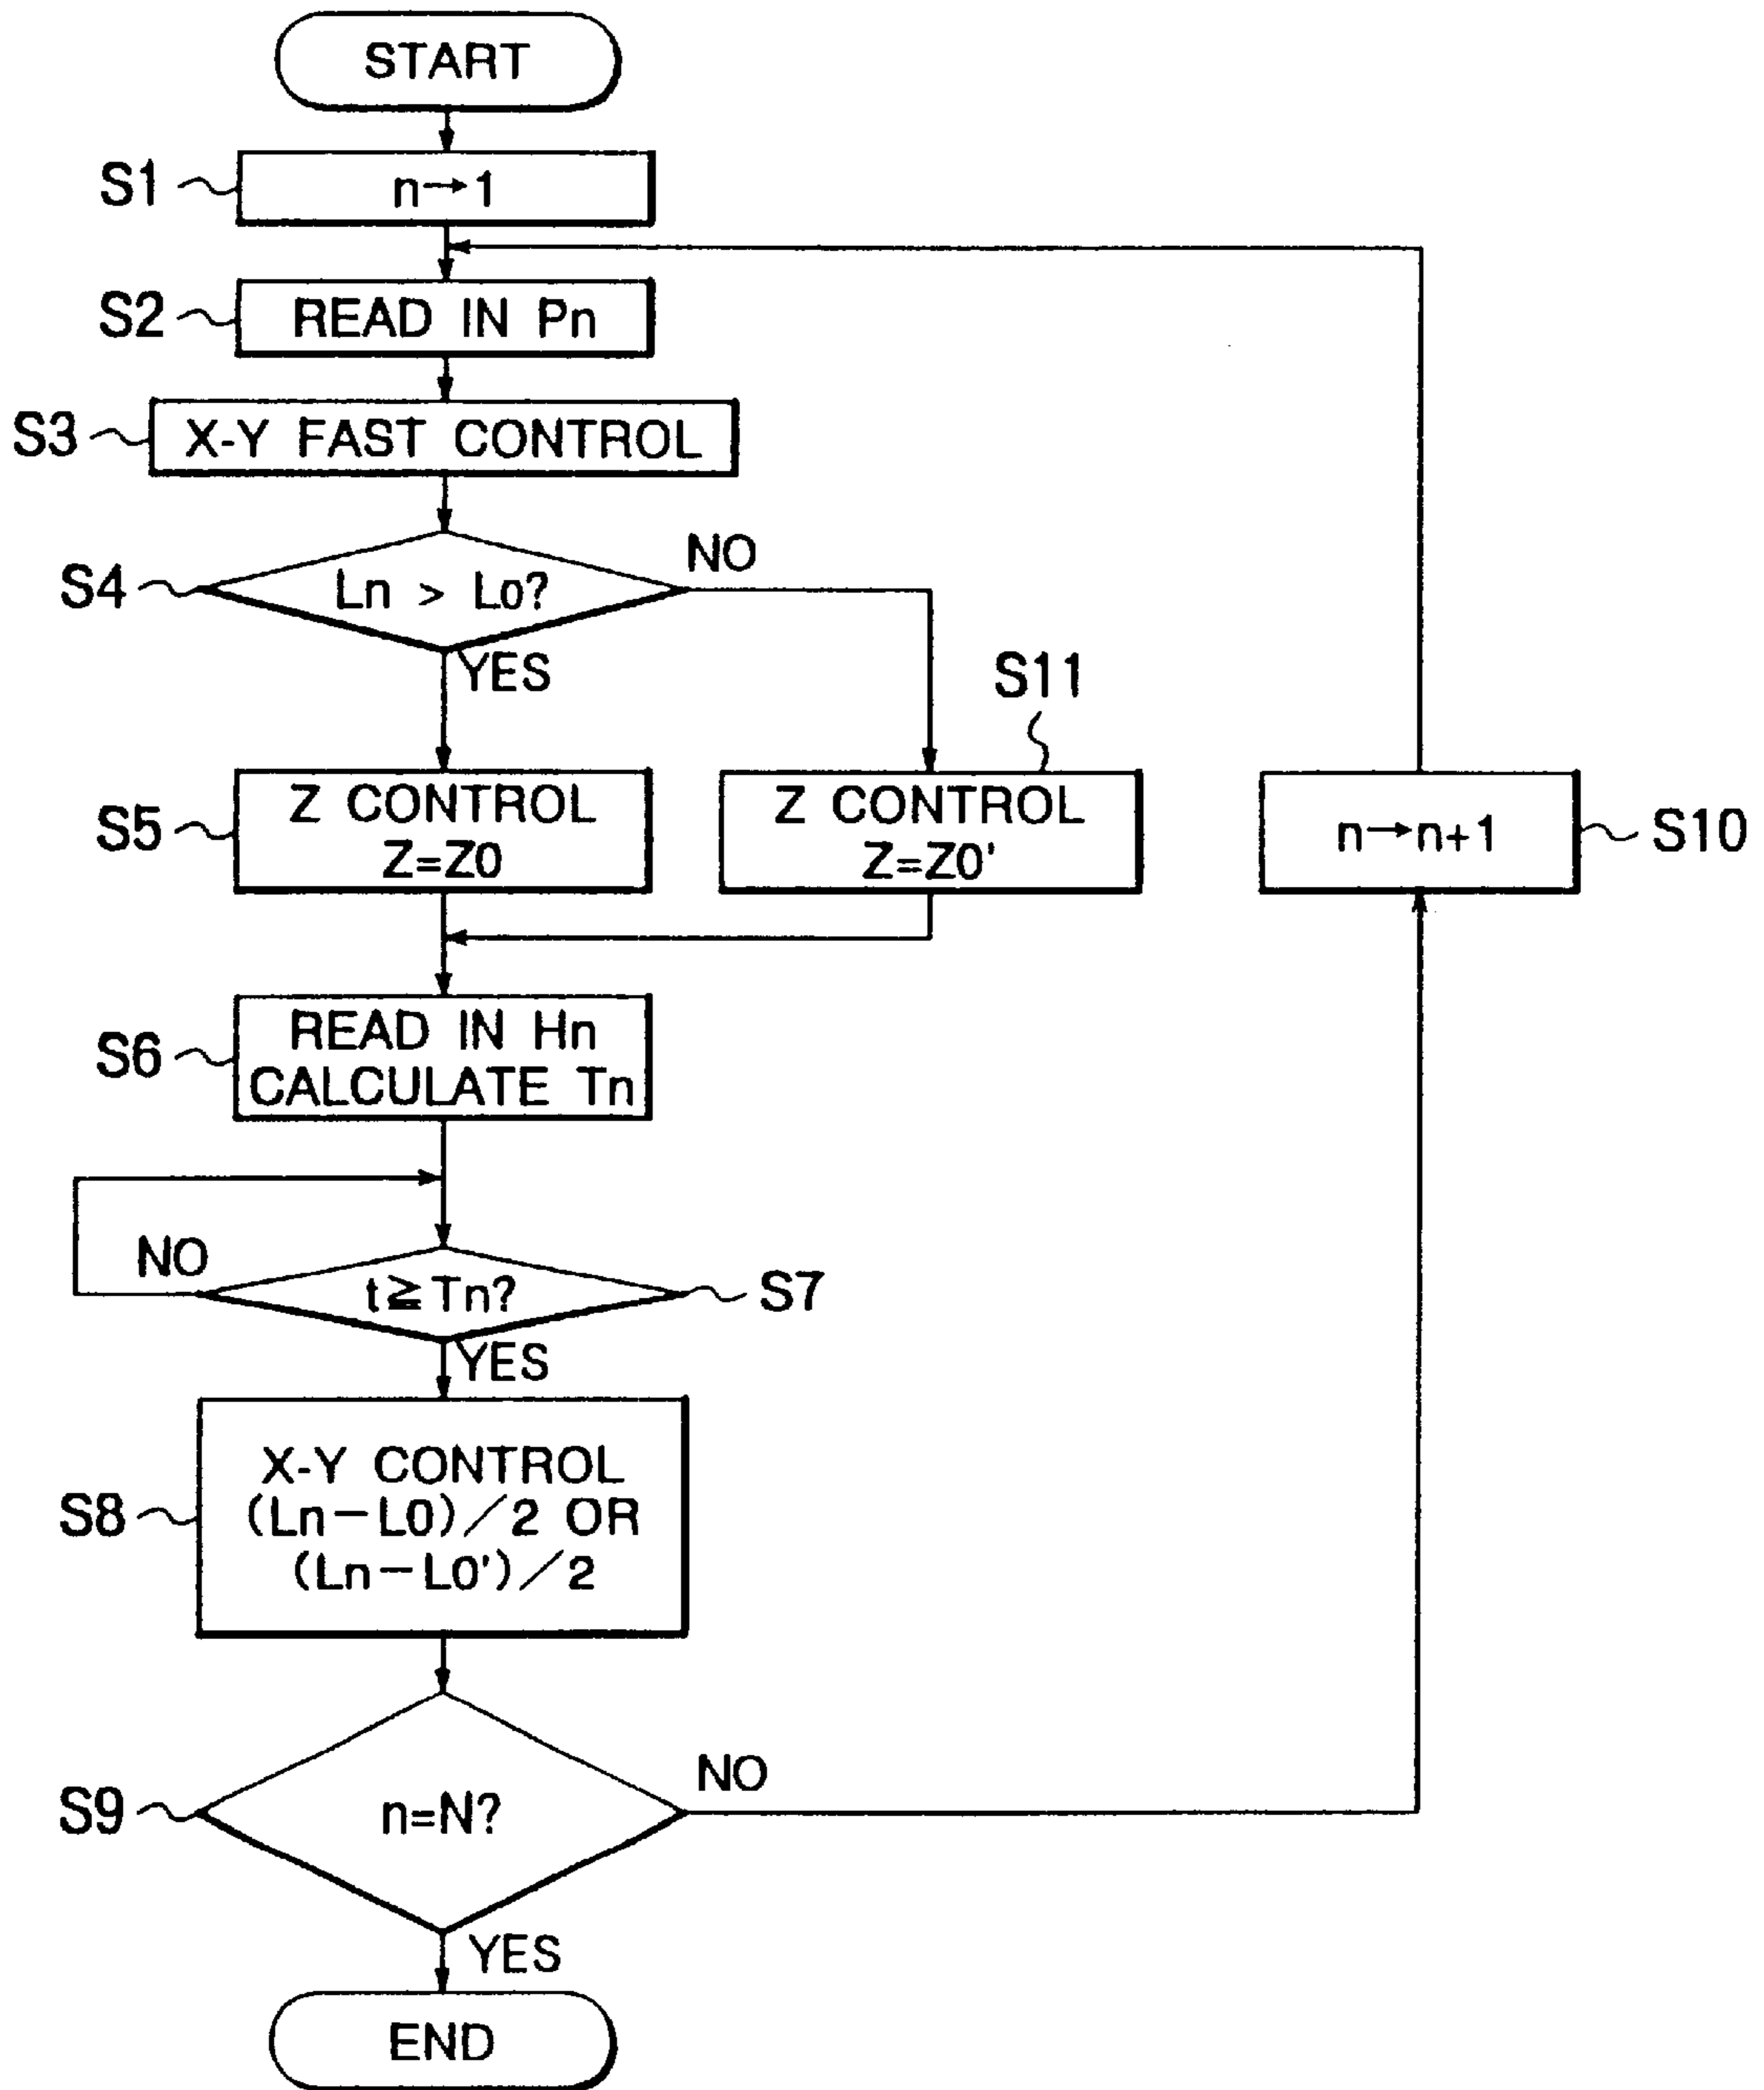 START
S1
n→1
S2
READ IN Pn
S3
X-Y FAST CONTROL
S4
Ln > Lo?
NO
YES
S11
S5
Z CONTROL
Z=Z0
Z CONTROL
Z=Z0'
n→n+1
S10
S6
READ IN Hn
CALCULATE Tn
NO
t≧Tn?
S7
YES
S8
X-Y CONTROL
(Ln-L0)/2 OR
(Ln-L0')/2
S9
n=N?
NO
YES
END